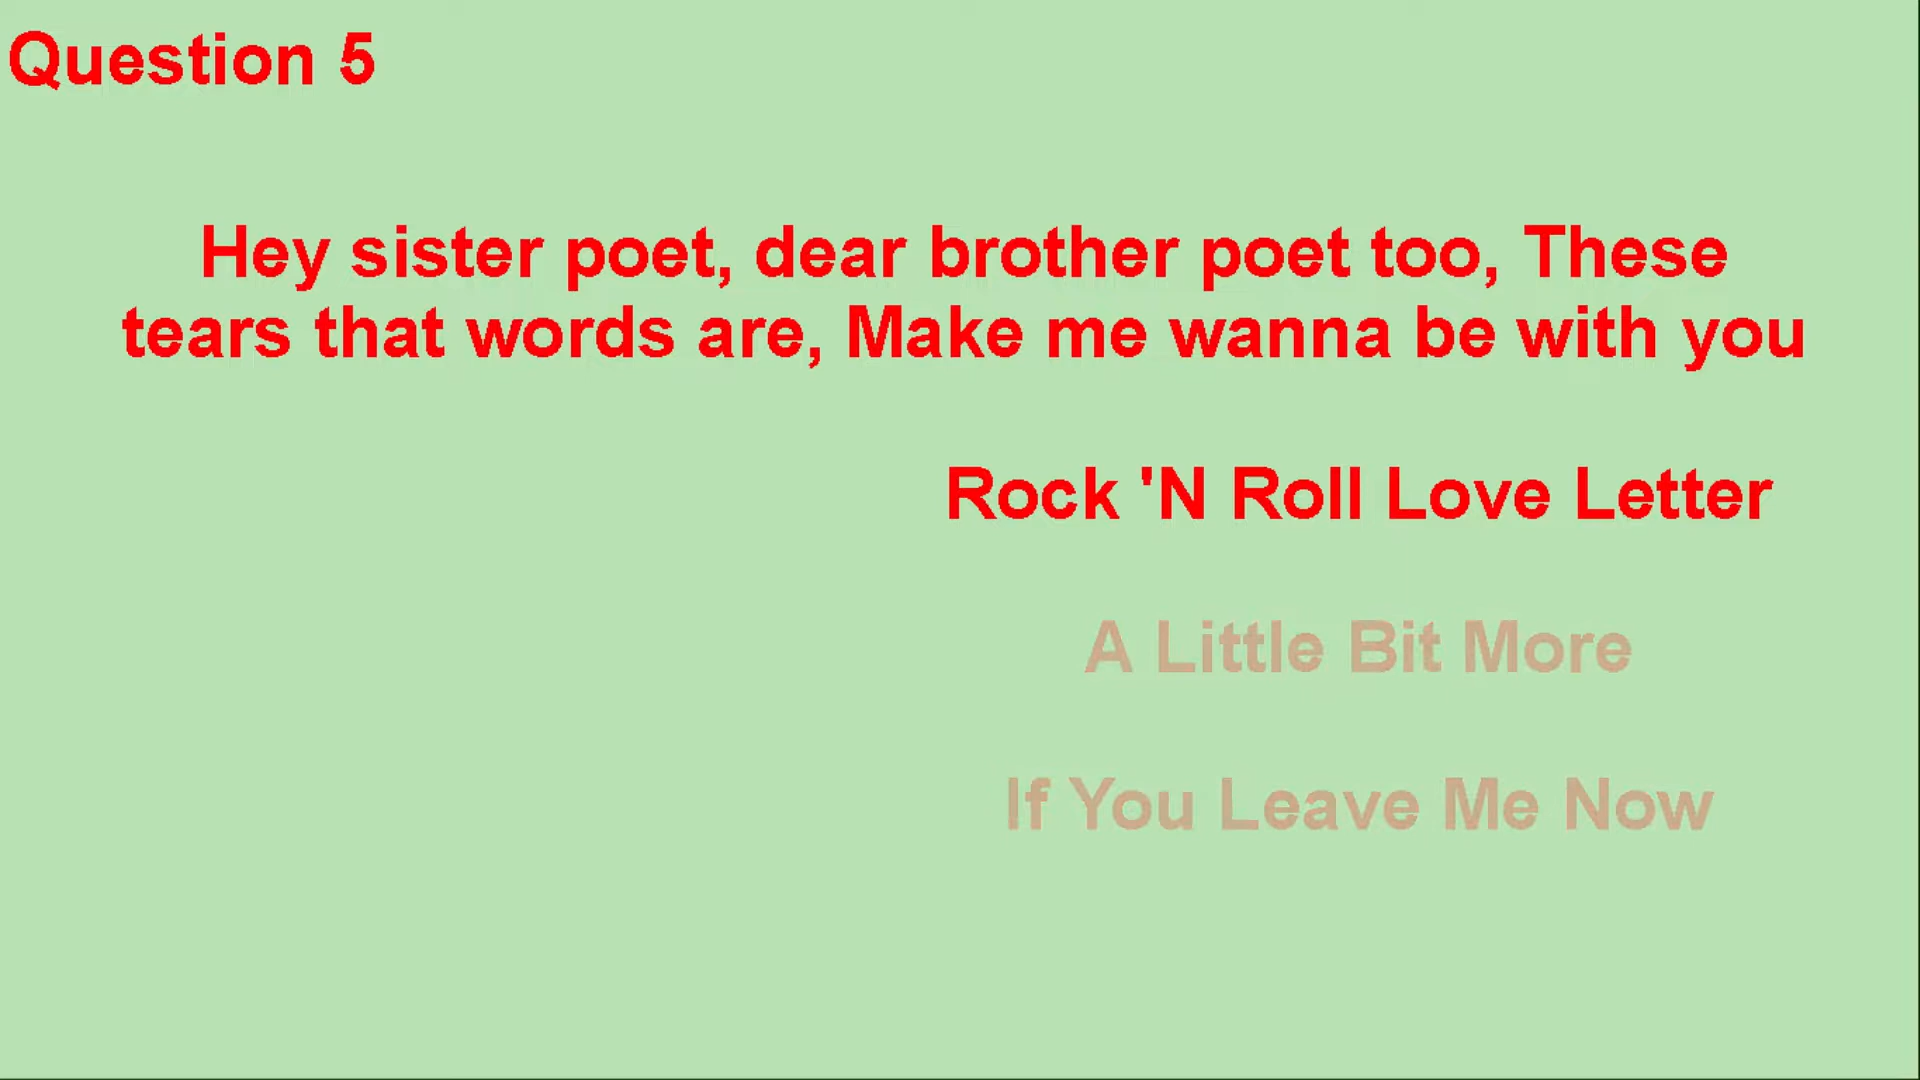 Question 5
Hey sister poet, dear brother poet too, These
tears that words are, Make me wanna be with you
Rock 'N Roll Love Letter
A Little Bit More
If You Leave Me Now